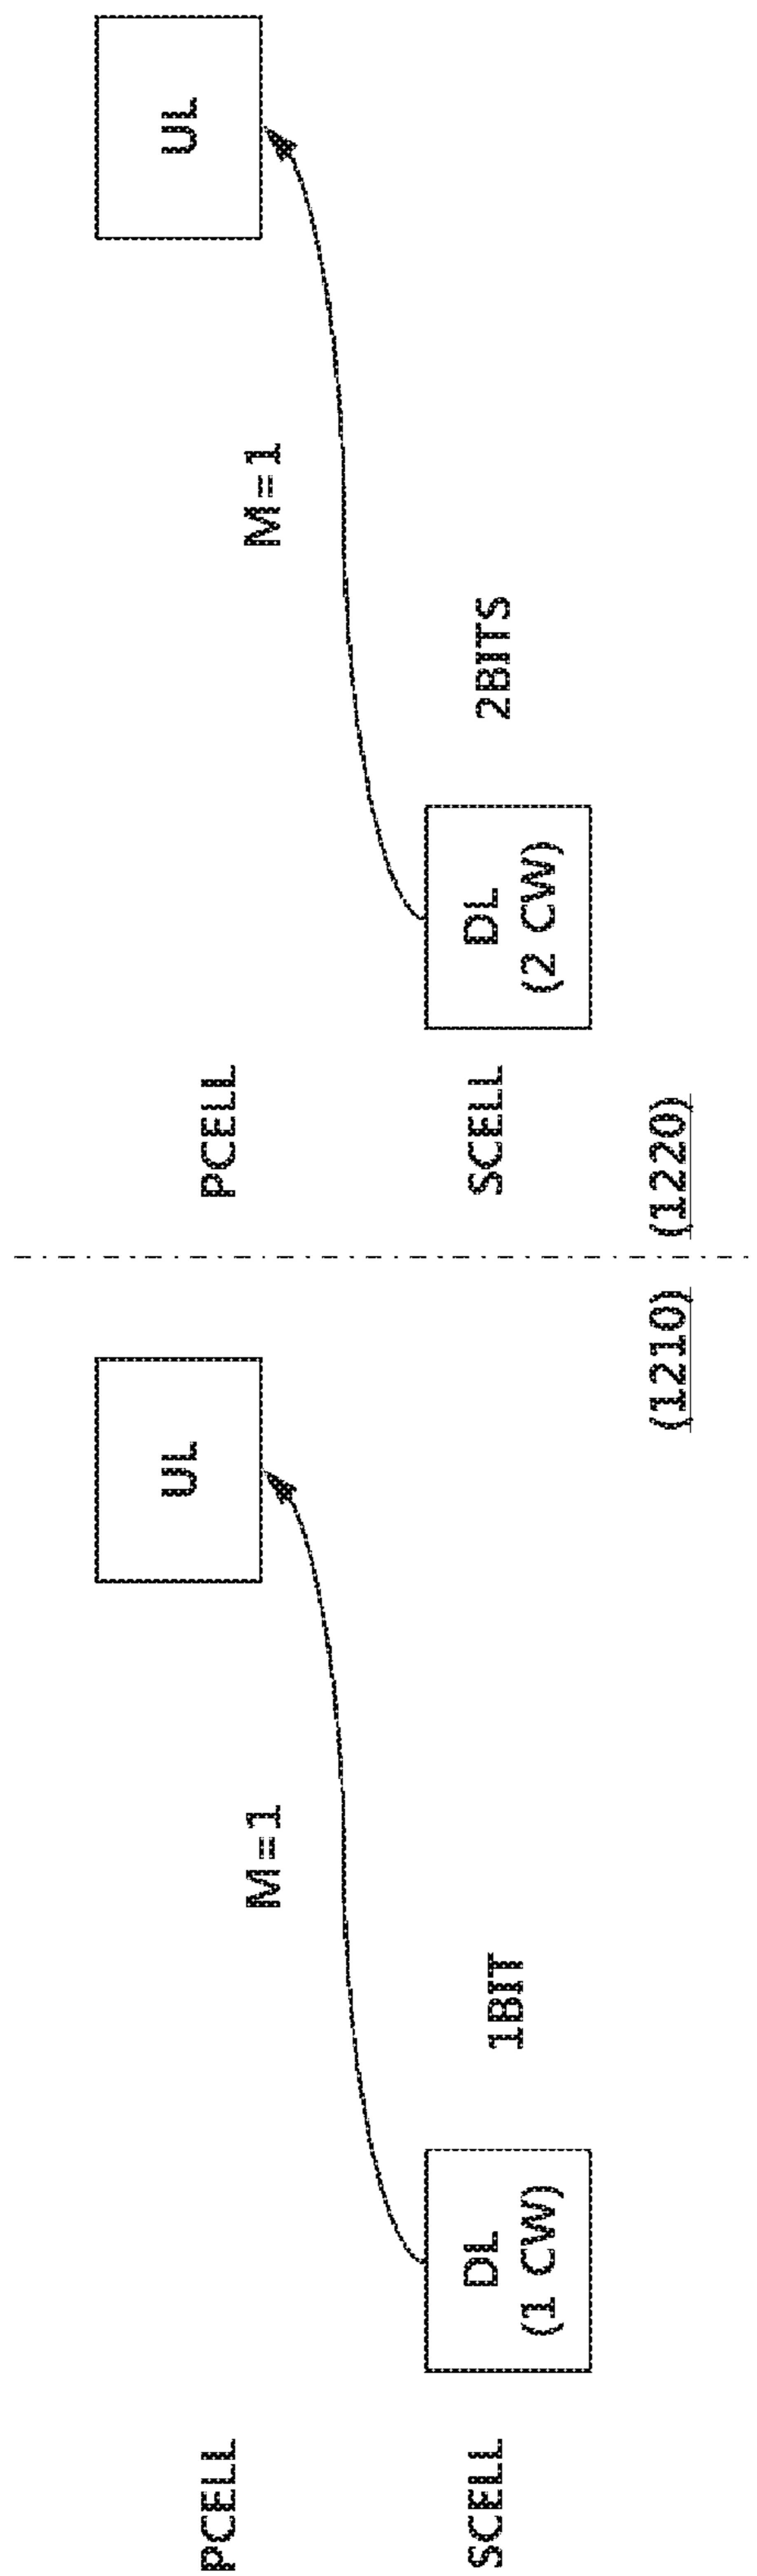 PCELL
UL
M=1
SCELL
DL
(1 CW)
1BIT
(1210)
PCELL
UL
M=1
SCELL
DL
(2 CW)
2BITS
(1220)